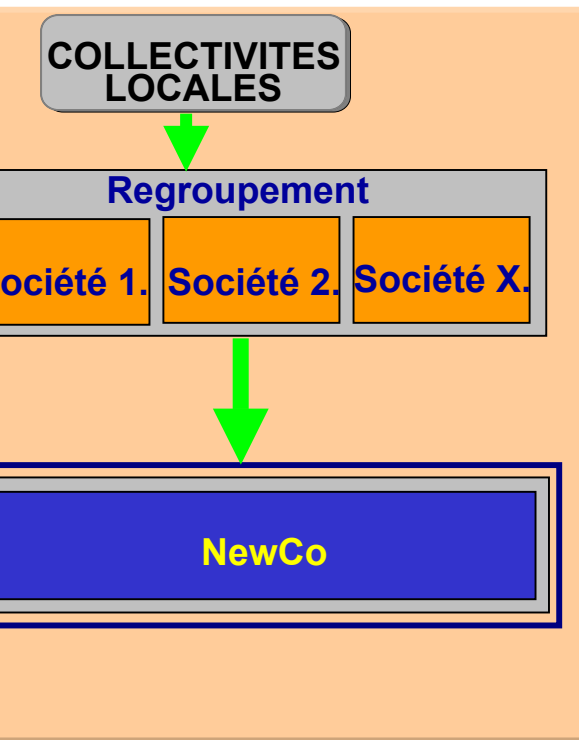 COLLECTIVITES
LOCALES
Regroupement
ociété 1. Société 2. Société X.
NewCo